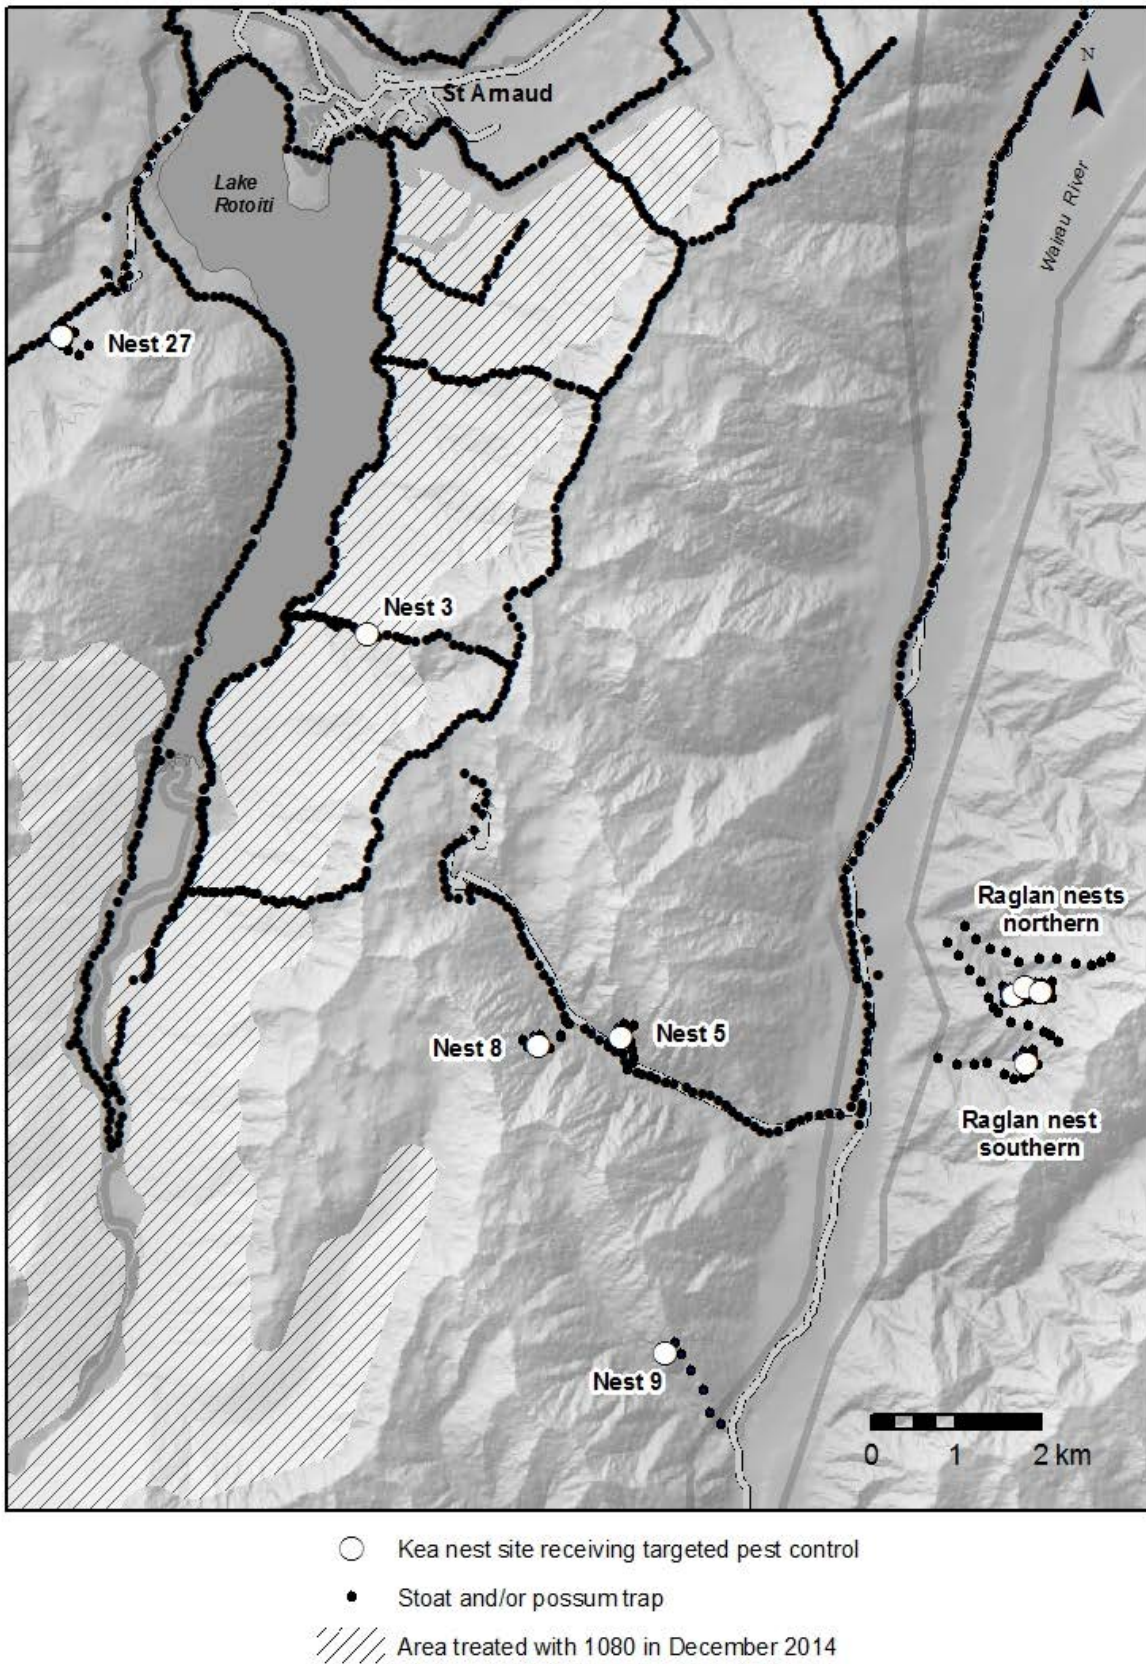 N
St Arnaud
Lake
Rotoiti
Wairau River
Nest 27
Nest 3
Raglan nests
northern
Nest 8
Nest 5
Raglan nest
southern
Nest 9
0 1 2 km
Kea nest site receiving targeted pest control
Stoat and/or possum trap
Area treated with 1080 in December 2014